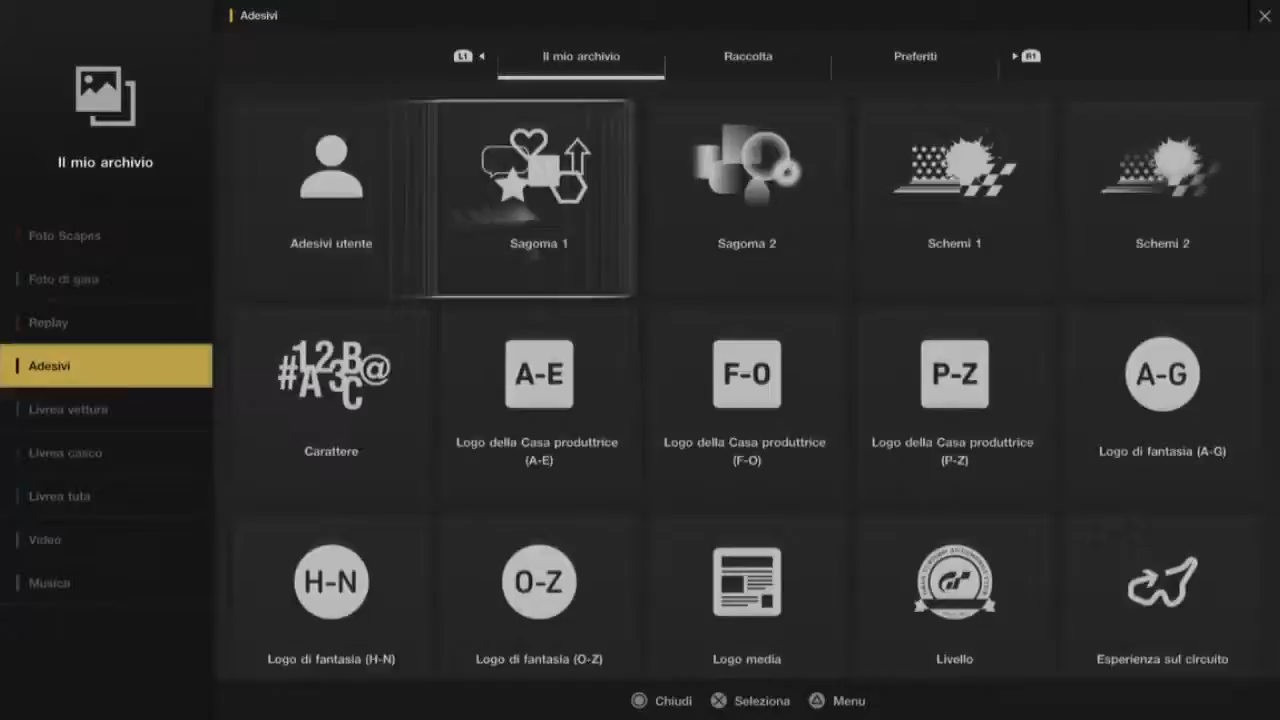 Adesivi
L1
Il mio archivio
Raccolta
Preferiti
R1
Il mio archivio
Foto Scapes
Foto di gara
Replay
Adesivi
Livrea vettura
Livrea casco
Livrea tuta
Video
Musica
Adesivi utente
Sagoma 1
Sagoma 2
Schemi 1
Schemi 2
#123B@
A C
Carattere
A-E
Logo della Casa produttrice
(A-E)
F-O
Logo della Casa produttrice
(F-O)
P-Z
Logo della Casa produttrice
(P-Z)
A-G
Logo di fantasia (A-G)
H-N
Logo di fantasia (H-N)
O-Z
Logo di fantasia (O-Z)
Logo media
GT
Livello
Esperienza sul circuito
Chiudi
Seleziona
Menu